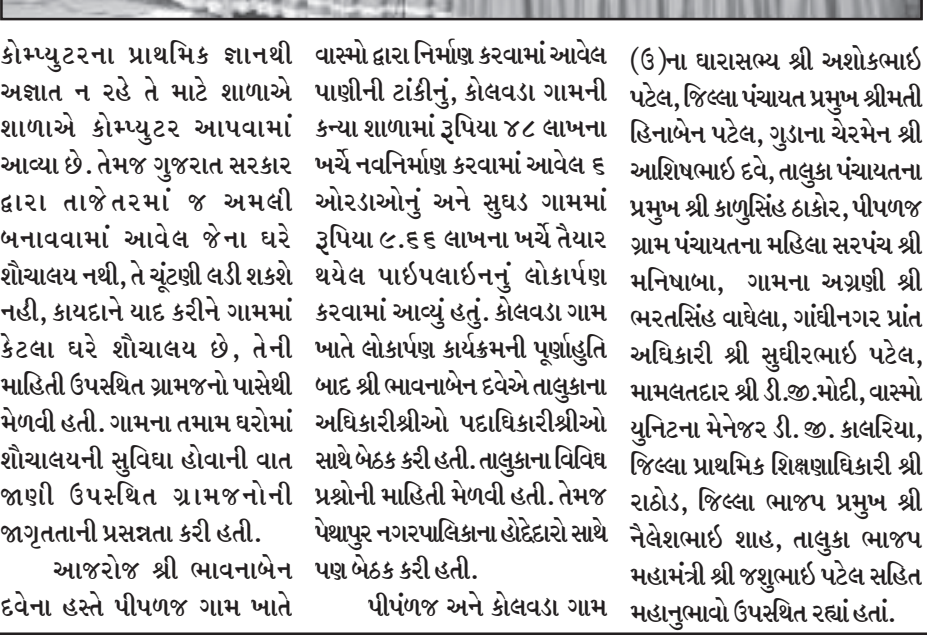 કોમ્પ્યુટરના પ્રાથમિક જ્ઞાનથી
અજ્ઞાત ન રહે તે માટે શાળાએ
શાળાએ કોમ્પ્યુટર આપવામાં
આવ્યા છે. તેમજ ગુજરાત સરકાર
દ્વારા તાજેતરમાં જ અમલી
બનાવવામાં આવેલ જેના ઘરે
શૌચાલય નથી, તે ચૂંટણી લડી શકશે
નહી, કાયદાને યાદ કરીને ગામમાં
કેટલા ઘરે શૌચાલય છે, તેની
માહિતી ઉપસ્થિત ગ્રામજનો પાસેથી
મેળવી હતી. ગામના તમામ ઘરોમાં
શૌચાલયની સુવિધા હોવાની વાત
જાણી ઉપસ્થિત ગ્રામજનોની
જાગૃતતાની પ્રસન્નતા કરી હતી.
આજરોજ શ્રી ભાવનાબેન
દવેના હસ્તે પીપળજ ગામ ખાતે
વાસ્મો દ્વારા નિર્માણ કરવામાં આવેલ
પાણીની ટાંકીનું, કોલવડા ગામની
કન્યા શાળામાં રૂપિયા ૪૮ લાખના
ખર્ચે નવનિર્માણ કરવામાં આવેલ ૬
ઓરડાઓનું અને સુઘડ ગામમાં
રૂપિયા ૯.૬૬ લાખના ખર્ચે તૈયાર
થયેલ પાઇપલાઇનનું લોકાર્પણ
કરવામાં આવ્યું હતું. કોલવડા ગામ
ખાતે લોકાર્પણ કાર્યક્રમની પૂર્ણાહુતિ
બાદ શ્રી ભાવનાબેન દવેએ તાલુકાના
અધિકારીશ્રીઓ પદાધિકારીશ્રીઓ
સાથે બેઠક કરી હતી. તાલુકાના વિવિધ
પ્રશ્નોની માહિતી મેળવી હતી. તેમજ
પેથાપુર નગરપાલિકાના હોદ્દેદારો સાથે
પણ બેઠક કરી હતી.
પીપંળજ અને કોલવડા ગામ
(ઉ)ના ધારાસભ્ય શ્રી અશોકભાઇ
પટેલ, જિલ્લા પંચાયત પ્રમુખ શ્રીમતી
હિનાબેન પટેલ, ગુડાના ચેરમેન શ્રી
આશિષભાઇ દવે, તાલુકા પંચાયતના
પ્રમુખ શ્રી કાળુસિંહ ઠાકોર, પીપળજ
ગ્રામ પંચાયતના મહિલા સરપંચ શ્રી
મનિષાબા, ગામના અગ્રણી શ્રી
ભરતસિંહ વાઘેલા, ગાંધીનગર પ્રાંત
અધિકારી શ્રી સુધીરભાઇ પટેલ,
મામલતદાર શ્રી ડી.જી.મોદી, વાસ્મો
યુનિટના મેનેજર ડી. જી. કાલરિયા,
જિલ્લા પ્રાથમિક શિક્ષણાધિકારી શ્રી
રાઠોડ, જિલ્લા ભાજપ પ્રમુખ શ્રી
નૈલેશભાઇ શાહ, તાલુકા ભાજપ
મહામંત્રી શ્રી જશુભાઇ પટેલ સહિત
મહાનુભાવો ઉપસ્થિત રહ્યાં હતાં.